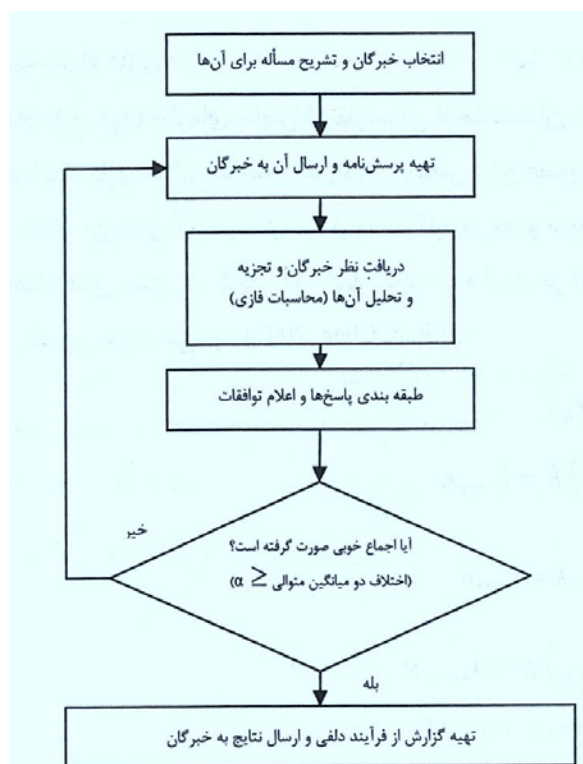 انتخاب خبرگان و تشریح مسأله برای آن‌ها
تهیه پرسش‌نامه و ارسال آن به خبرگان
دریافت نظر خبرگان و تجزیه
و تحلیل آن‌ها (محاسبات فازی)
طبقه بندی پاسخ‌ها و اعلام توافقات
خیر
آیا اجماع خوبی صورت گرفته است؟
(اختلاف دو میانگین متوالی ≥ α)
بله
تهیه گزارش از فرآیند دلفی و ارسال نتایج به خبرگان